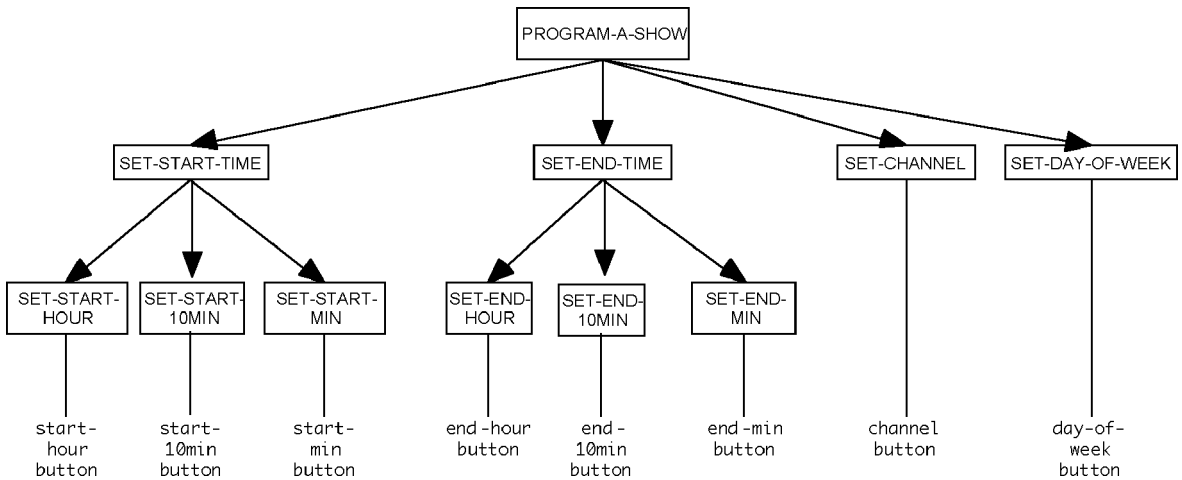 PROGRAM-A-SHOW
SET-START-TIME
SET-END-TIME
SET-CHANNEL
SET-DAY-OF-WEEK
SET-START-
HOUR
SET-START-
10MIN
SET-START-
MIN
SET-END-
HOUR
SET-END-
10MIN
SET-END-
MIN
start-
hour
button
start-
10min
button
start-
min
button
end-hour
button
end-
10min
button
end-min
button
channel
button
day-of-
week
button